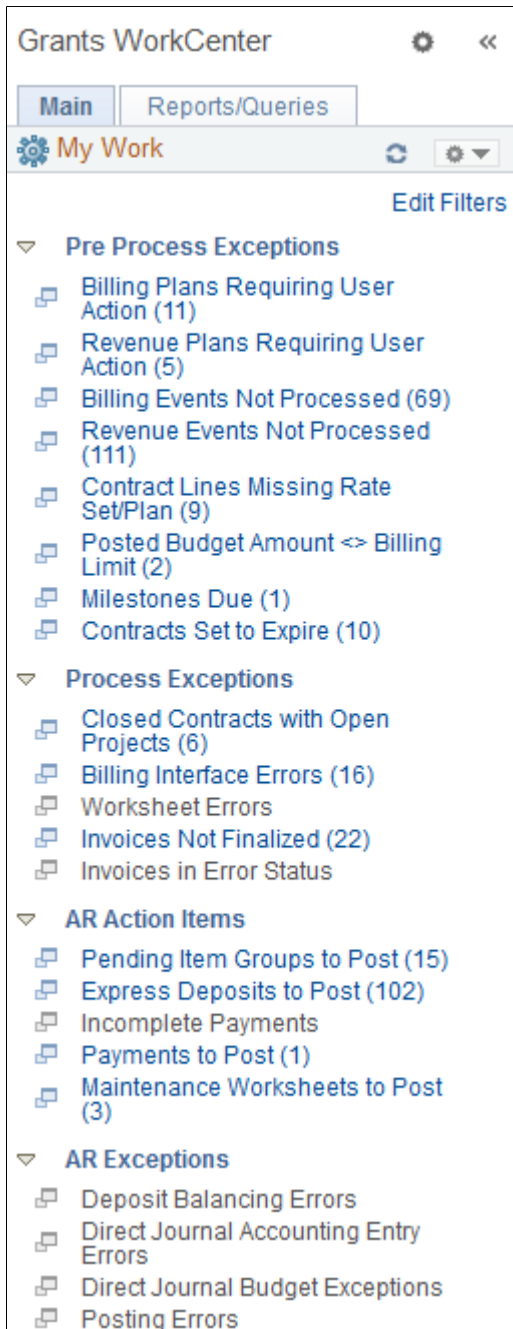 Grants WorkCenter
Main
Reports/Queries
My Work
Edit Filters
Pre Process Exceptions
Billing Plans Requiring User
Action (11)
Revenue Plans Requiring User
Action (5)
Billing Events Not Processed (69)
Revenue Events Not Processed
(111)
Contract Lines Missing Rate
Set/Plan (9)
Posted Budget Amount <> Billing
Limit (2)
Milestones Due (1)
Contracts Set to Expire (10)
Process Exceptions
Closed Contracts with Open
Projects (6)
Billing Interface Errors (16)
Worksheet Errors
Invoices Not Finalized (22)
Invoices in Error Status
AR Action Items
Pending Item Groups to Post (15)
Express Deposits to Post (102)
Incomplete Payments
Payments to Post (1)
Maintenance Worksheets to Post
(3)
AR Exceptions
Deposit Balancing Errors
Direct Journal Accounting Entry
Errors
Direct Journal Budget Exceptions
Posting Errors